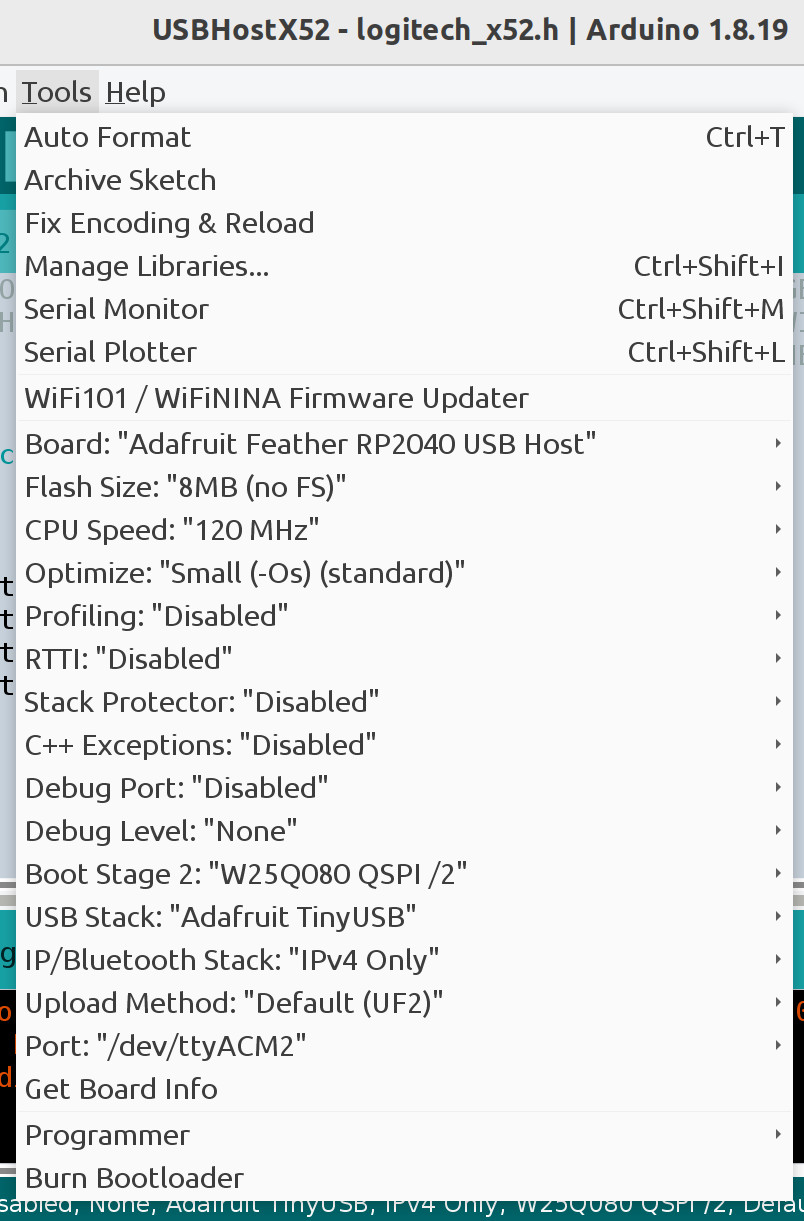 USBHostX52 - logitech_x52.h | Arduino 1.8.19
Tools Help
Auto Format Ctrl+T
Archive Sketch
Fix Encoding & Reload
Manage Libraries... Ctrl+Shift+I
Serial Monitor Ctrl+Shift+M
Serial Plotter Ctrl+Shift+L
WiFi101 / WiFiNINA Firmware Updater
Board: "Adafruit Feather RP2040 USB Host"
Flash Size: "8MB (no FS)"
CPU Speed: "120 MHz"
Optimize: "Small (-Os) (standard)"
Profiling: "Disabled"
RTTI: "Disabled"
Stack Protector: "Disabled"
C++ Exceptions: "Disabled"
Debug Port: "Disabled"
Debug Level: "None"
Boot Stage 2: "W25Q080 QSPI /2"
USB Stack: "Adafruit TinyUSB"
IP/Bluetooth Stack: "IPv4 Only"
Upload Method: "Default (UF2)"
Port: "/dev/ttyACM2"
Get Board Info
Programmer
Burn Bootloader
sabled, None, Adafruit TinyUSB, IPv4 Only, W25Q080 QSPI /2, Defau